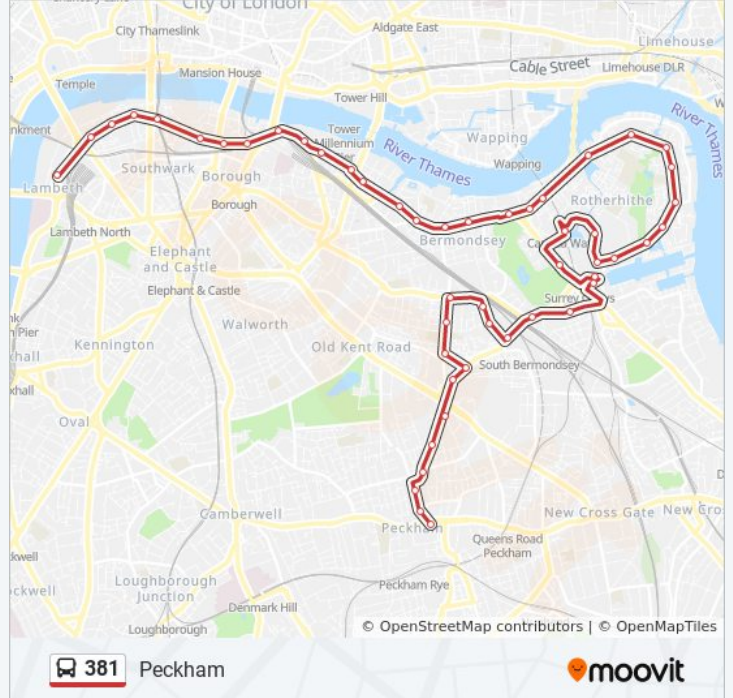 City of London
City Thameslink
Aldgate East
Limehouse
Cable Street
Limehouse DLR
Mansion House
Temple
Tower Hill
River Thames
Tower
Millennium
Wapping
River Thames
Wapping
Southwark
Borough
Lambeth
Rotherhithe
Borough
Lambeth North
Bermondsey
Elephant
and Castle
Elephant & Castle
Surrey
Pier
Walworth
Kennington
Old Kent Road
South Bermondsey
Oval
Camberwell
New Cross Gate
New Cro
Peckham
Queens Road
Peckham
Loughborough
Junction
Peckham Rye
Denmark Hill
Loughborough
© OpenStreetMap contributors | © OpenMapTiles
381 Peckham
moovit